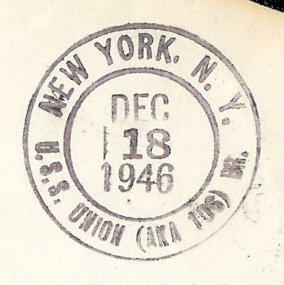 NEW YORK, N.Y.
DEC
18
1946
U.S.S. UNION (AKA 106) BR.